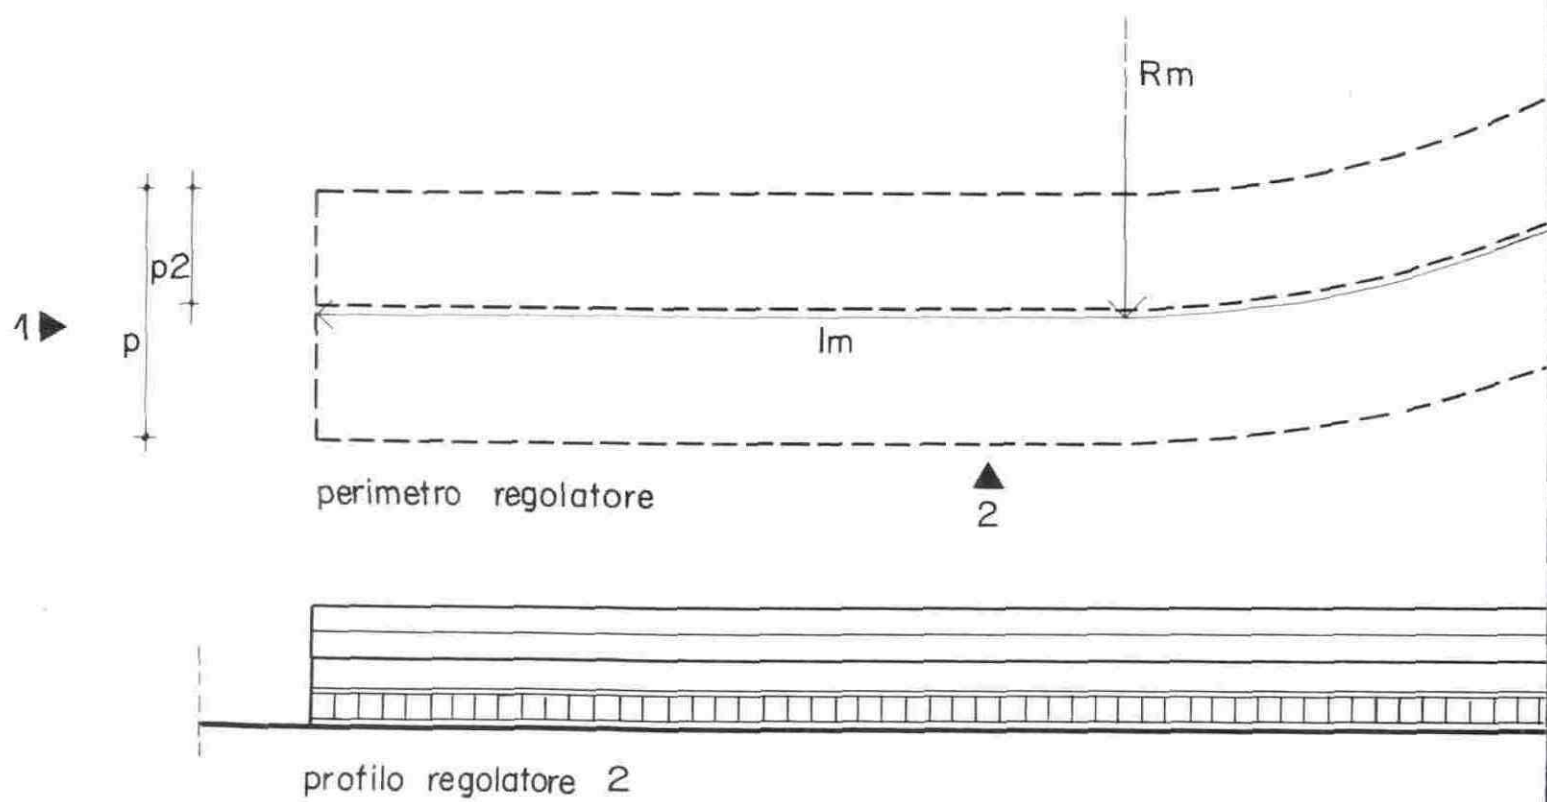 Rm
p2
1
p
lm
perimetro regolatore
2
profilo regolatore 2